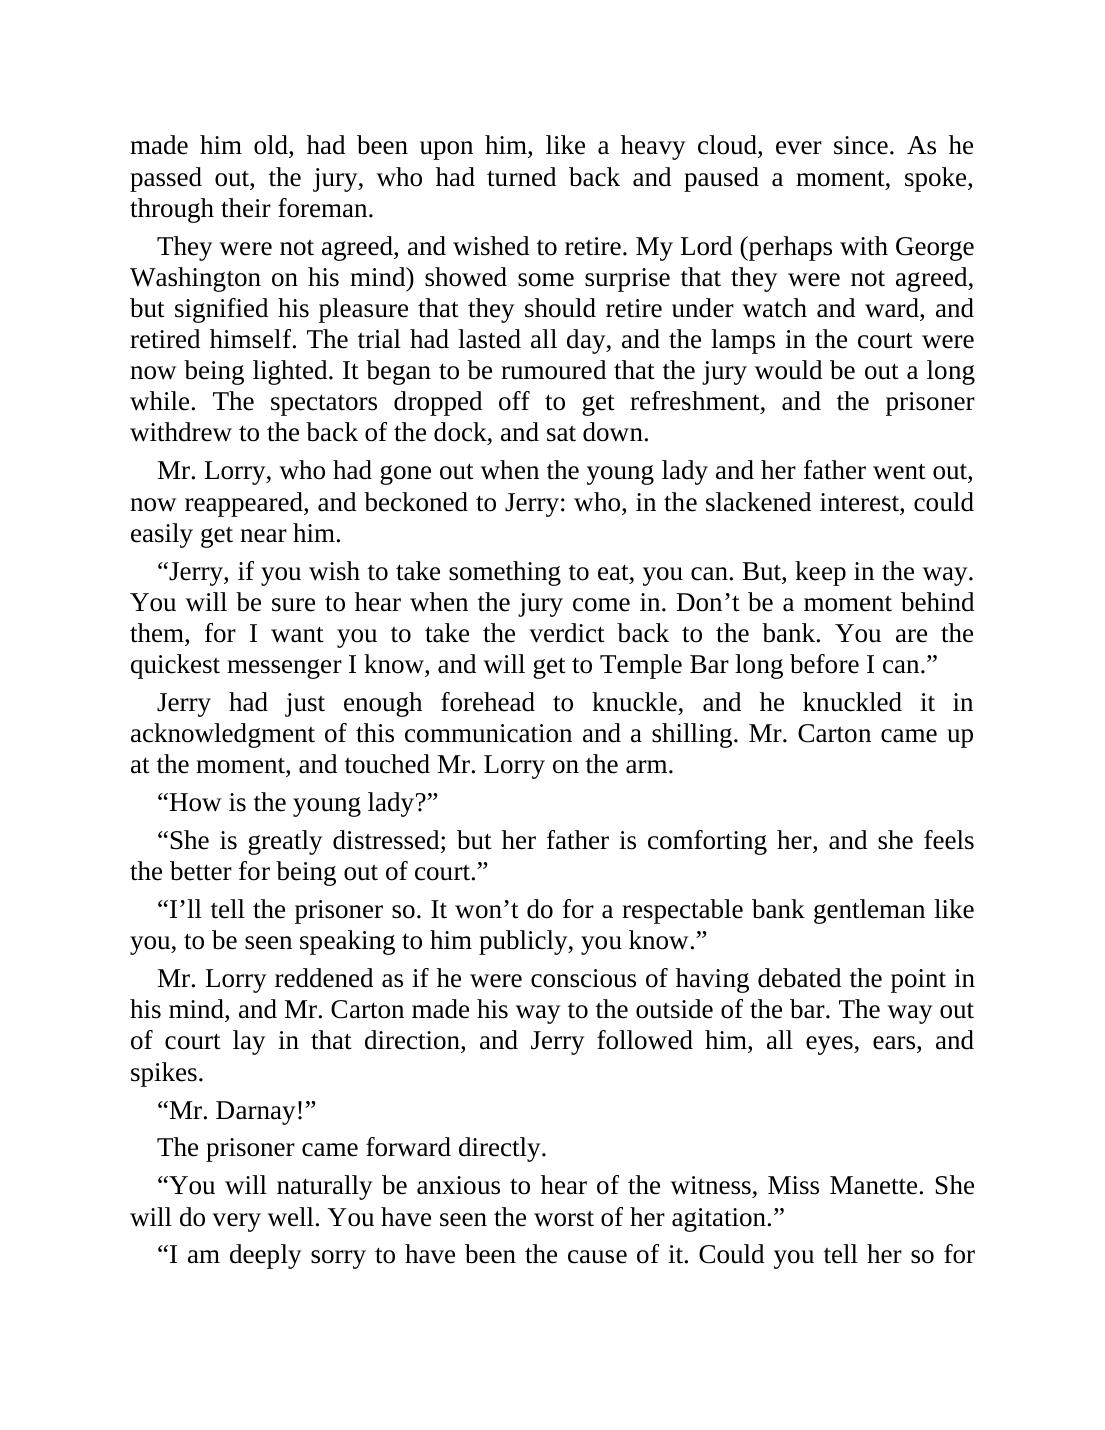 made him old, had been upon him, like a heavy cloud, ever since. As he
passed out, the jury, who had turned back and paused a moment, spoke,
through their foreman.
They were not agreed, and wished to retire. My Lord (perhaps with George
Washington on his mind) showed some surprise that they were not agreed,
but signified his pleasure that they should retire under watch and ward, and
retired himself. The trial had lasted all day, and the lamps in the court were
now being lighted. It began to be rumoured that the jury would be out a long
while. The spectators dropped off to get refreshment, and the prisoner
withdrew to the back of the dock, and sat down.
Mr. Lorry, who had gone out when the young lady and her father went out,
now reappeared, and beckoned to Jerry: who, in the slackened interest, could
easily get near him.
“Jerry, if you wish to take something to eat, you can. But, keep in the way.
You will be sure to hear when the jury come in. Don’t be a moment behind
them, for I want you to take the verdict back to the bank. You are the
quickest messenger I know, and will get to Temple Bar long before I can.”
Jerry had just enough forehead to knuckle, and he knuckled it in
acknowledgment of this communication and a shilling. Mr. Carton came up
at the moment, and touched Mr. Lorry on the arm.
“How is the young lady?”
“She is greatly distressed; but her father is comforting her, and she feels
the better for being out of court.”
“I’ll tell the prisoner so. It won’t do for a respectable bank gentleman like
you, to be seen speaking to him publicly, you know.”
Mr. Lorry reddened as if he were conscious of having debated the point in
his mind, and Mr. Carton made his way to the outside of the bar. The way out
of court lay in that direction, and Jerry followed him, all eyes, ears, and
spikes.
“Mr. Darnay!”
The prisoner came forward directly.
“You will naturally be anxious to hear of the witness, Miss Manette. She
will do very well. You have seen the worst of her agitation.”
“I am deeply sorry to have been the cause of it. Could you tell her so for